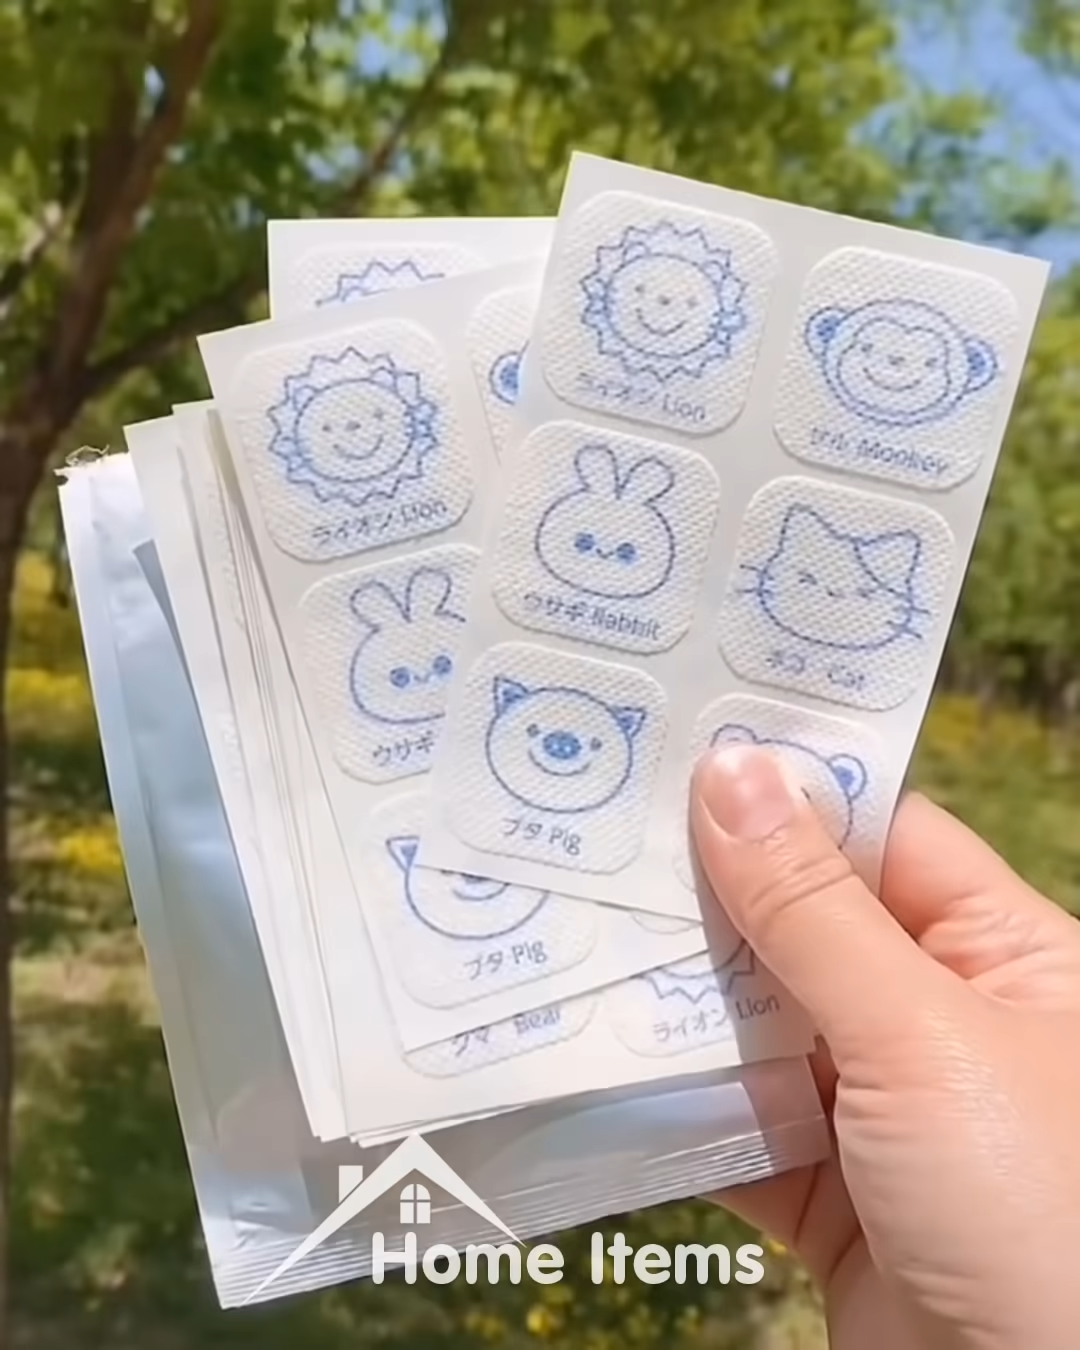 ライオン Lion
サル Monkey
ウサギ Rabbit
ネコ Cat
ブタ Pig
ライオン Lion
ウサギ
ブタ Pig
クマ Bear
ライオン Lion
Home Items